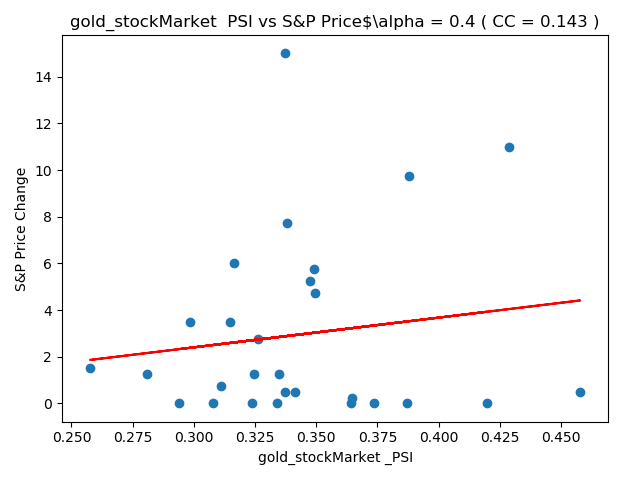 gold_stockMarket  PSI vs S&P Price$\alpha = 0.4 ( CC = 0.143 )
S&P Price Change
14
12
10
8
6
4
2
0
0.250 0.275 0.300 0.325 0.350 0.375 0.400 0.425 0.450
gold_stockMarket _PSI